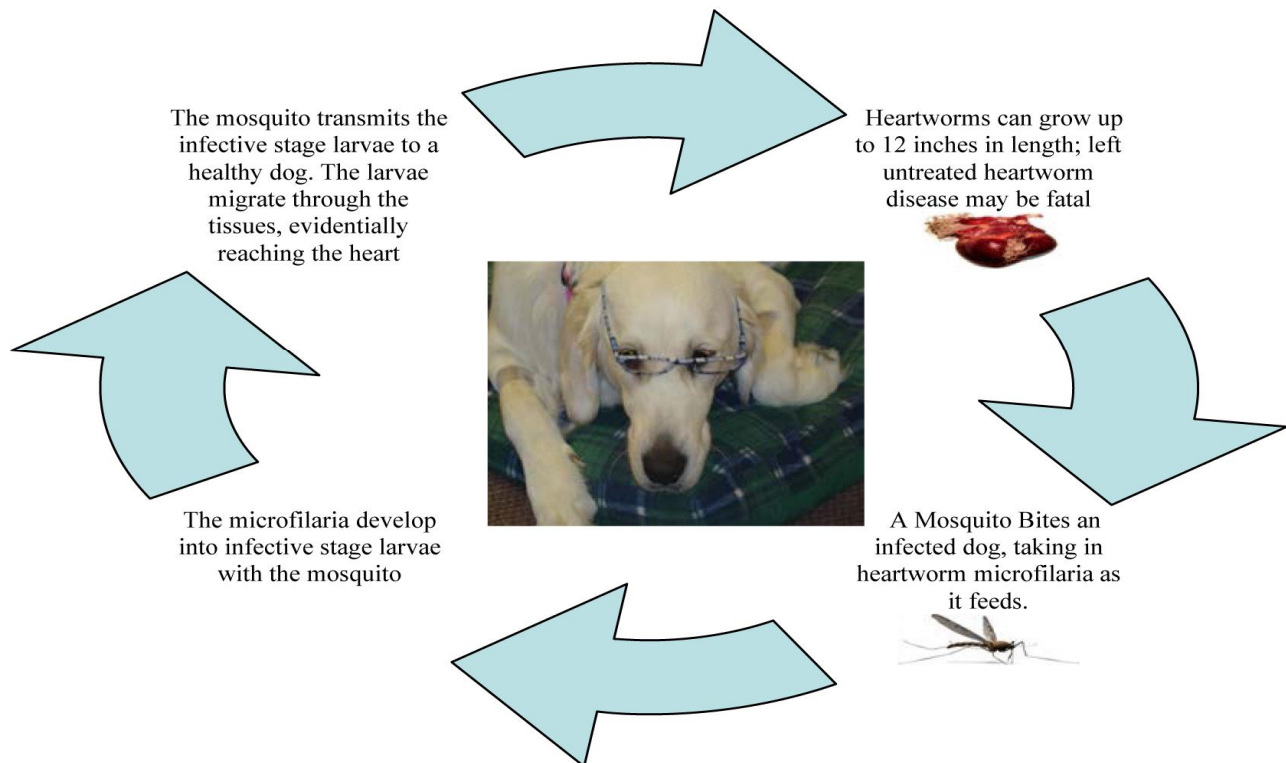 The mosquito transmits the
infective stage larvae to a
healthy dog. The larvae
migrate through the
tissues, evidentially
reaching the heart
Heartworms can grow up
to 12 inches in length; left
untreated heartworm
disease may be fatal
A Mosquito Bites an
infected dog, taking in
heartworm microfilaria as
it feeds.
The microfilaria develop
into infective stage larvae
with the mosquito